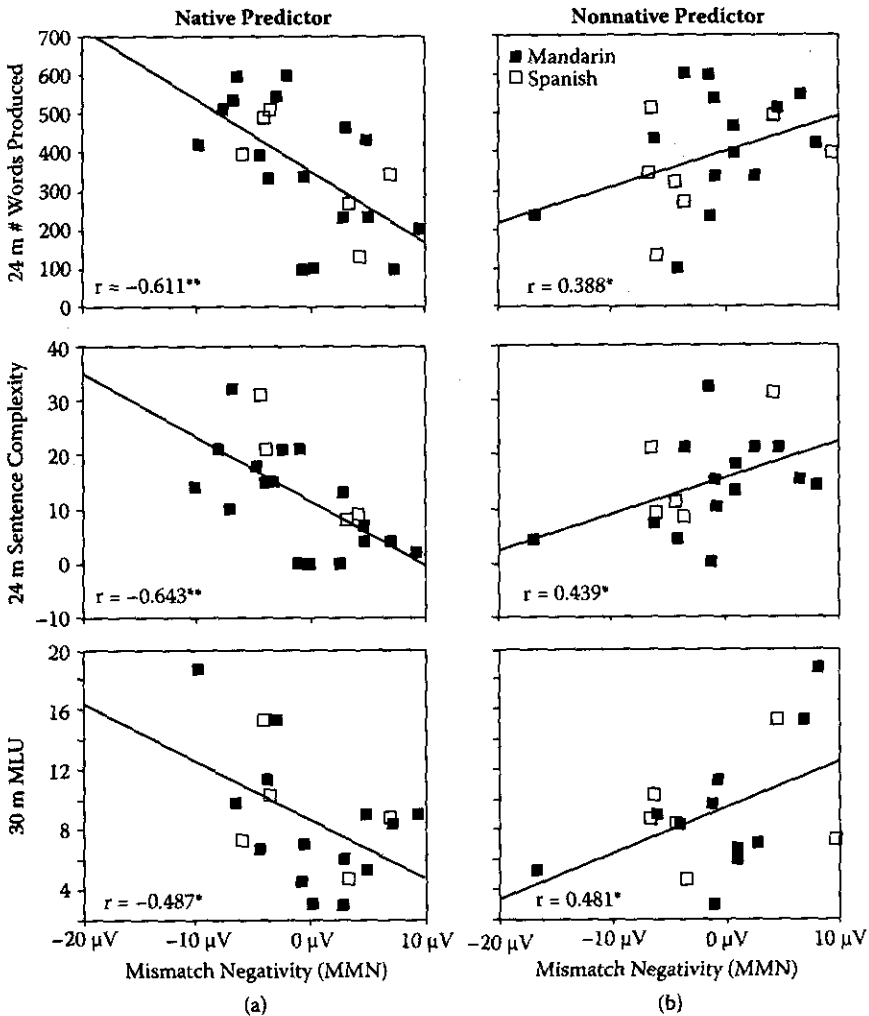 Native Predictor
Nonnative Predictor
24 m # Words Produced
700
600
500
400
300
200
100
0
r = −0.611**
■ Mandarin
□ Spanish
r = 0.388*
24 m Sentence Complexity
40
30
20
10
0
−10
r = −0.643**
r = 0.439*
30 m MLU
16
12
8
4
r = −0.487*
r = 0.481*
−20 µV −10 µV 0 µV 10 µV
−20 µV −10 µV 0 µV 10 µV
Mismatch Negativity (MMN)
Mismatch Negativity (MMN)
(a)
(b)